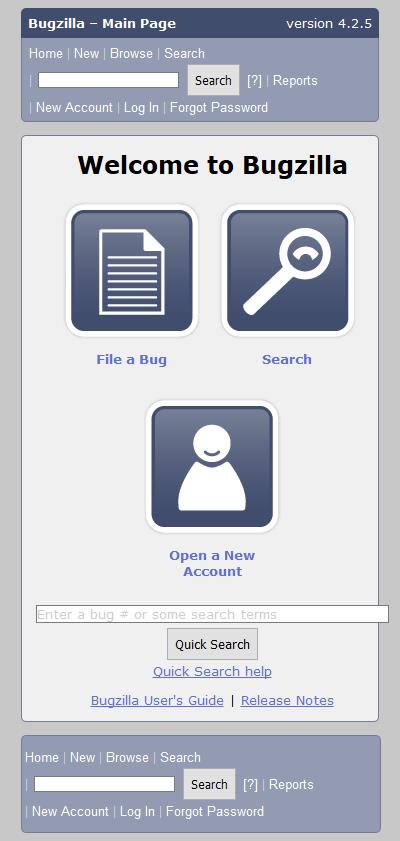 Bugzilla – Main Page version 4.2.5
Home | New | Browse | Search
| Search [?] | Reports
| New Account | Log In | Forgot Password
Welcome to Bugzilla
File a Bug Search
Open a New
Account
Enter a bug # or some search terms
Quick Search
Quick Search help
Bugzilla User's Guide | Release Notes
Home | New | Browse | Search
| Search [?] | Reports
| New Account | Log In | Forgot Password